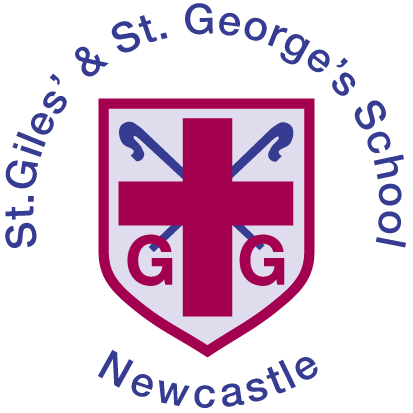 St.Giles' & St. George's School
G G
Newcastle